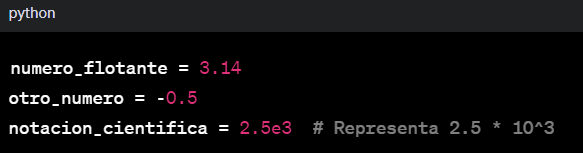 python
numero_flotante = 3.14
otro_numero = -0.5
notacion_cientifica = 2.5e3  # Representa 2.5 * 10^3